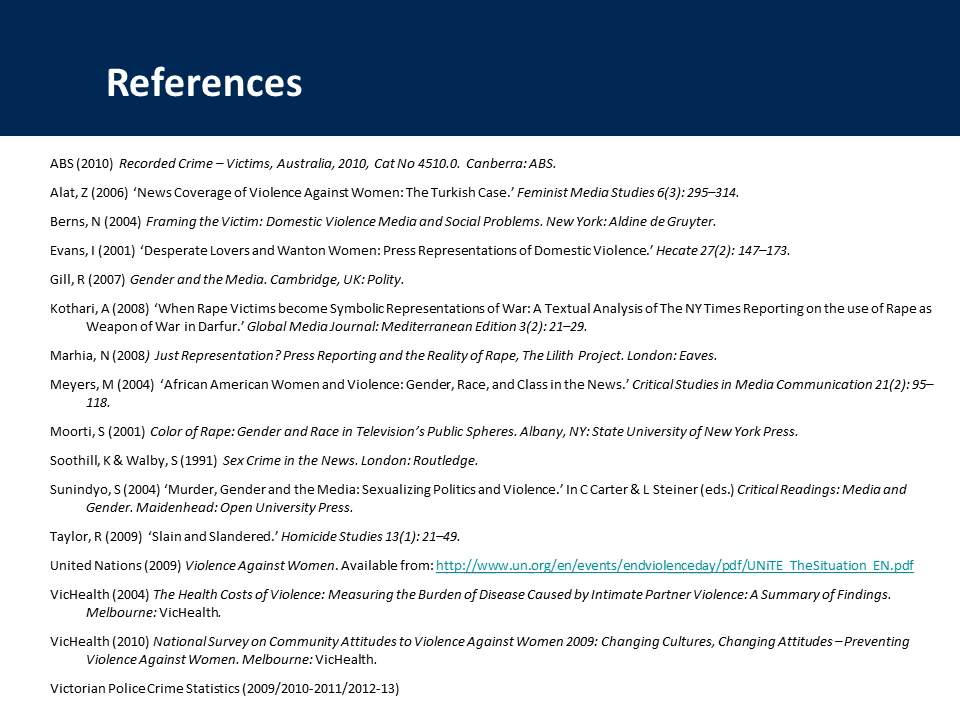 References
ABS (2010) Recorded Crime – Victims, Australia, 2010, Cat No 4510.0. Canberra: ABS.
Alat, Z (2006) ‘News Coverage of Violence Against Women: The Turkish Case.’ Feminist Media Studies 6(3): 295–314.
Berns, N (2004) Framing the Victim: Domestic Violence Media and Social Problems. New York: Aldine de Gruyter.
Evans, I (2001) ‘Desperate Lovers and Wanton Women: Press Representations of Domestic Violence.’ Hecate 27(2): 147–173.
Gill, R (2007) Gender and the Media. Cambridge, UK: Polity.
Kothari, A (2008) ‘When Rape Victims become Symbolic Representations of War: A Textual Analysis of The NY Times Reporting on the use of Rape as
Weapon of War in Darfur.’ Global Media Journal: Mediterranean Edition 3(2): 21–29.
Marhia, N (2008) Just Representation? Press Reporting and the Reality of Rape, The Lilith Project. London: Eaves.
Meyers, M (2004) ‘African American Women and Violence: Gender, Race, and Class in the News.’ Critical Studies in Media Communication 21(2): 95–
118.
Moorti, S (2001) Color of Rape: Gender and Race in Television’s Public Spheres. Albany, NY: State University of New York Press.
Soothill, K & Walby, S (1991) Sex Crime in the News. London: Routledge.
Sunindyo, S (2004) ‘Murder, Gender and the Media: Sexualizing Politics and Violence.’ In C Carter & L Steiner (eds.) Critical Readings: Media and
Gender. Maidenhead: Open University Press.
Taylor, R (2009) ‘Slain and Slandered.’ Homicide Studies 13(1): 21–49.
United Nations (2009) Violence Against Women. Available from: http://www.un.org/en/events/endviolenceday/pdf/UNiTE_TheSituation_EN.pdf
VicHealth (2004) The Health Costs of Violence: Measuring the Burden of Disease Caused by Intimate Partner Violence: A Summary of Findings.
Melbourne: VicHealth.
VicHealth (2010) National Survey on Community Attitudes to Violence Against Women 2009: Changing Cultures, Changing Attitudes – Preventing
Violence Against Women. Melbourne: VicHealth.
Victorian Police Crime Statistics (2009/2010-2011/2012-13)